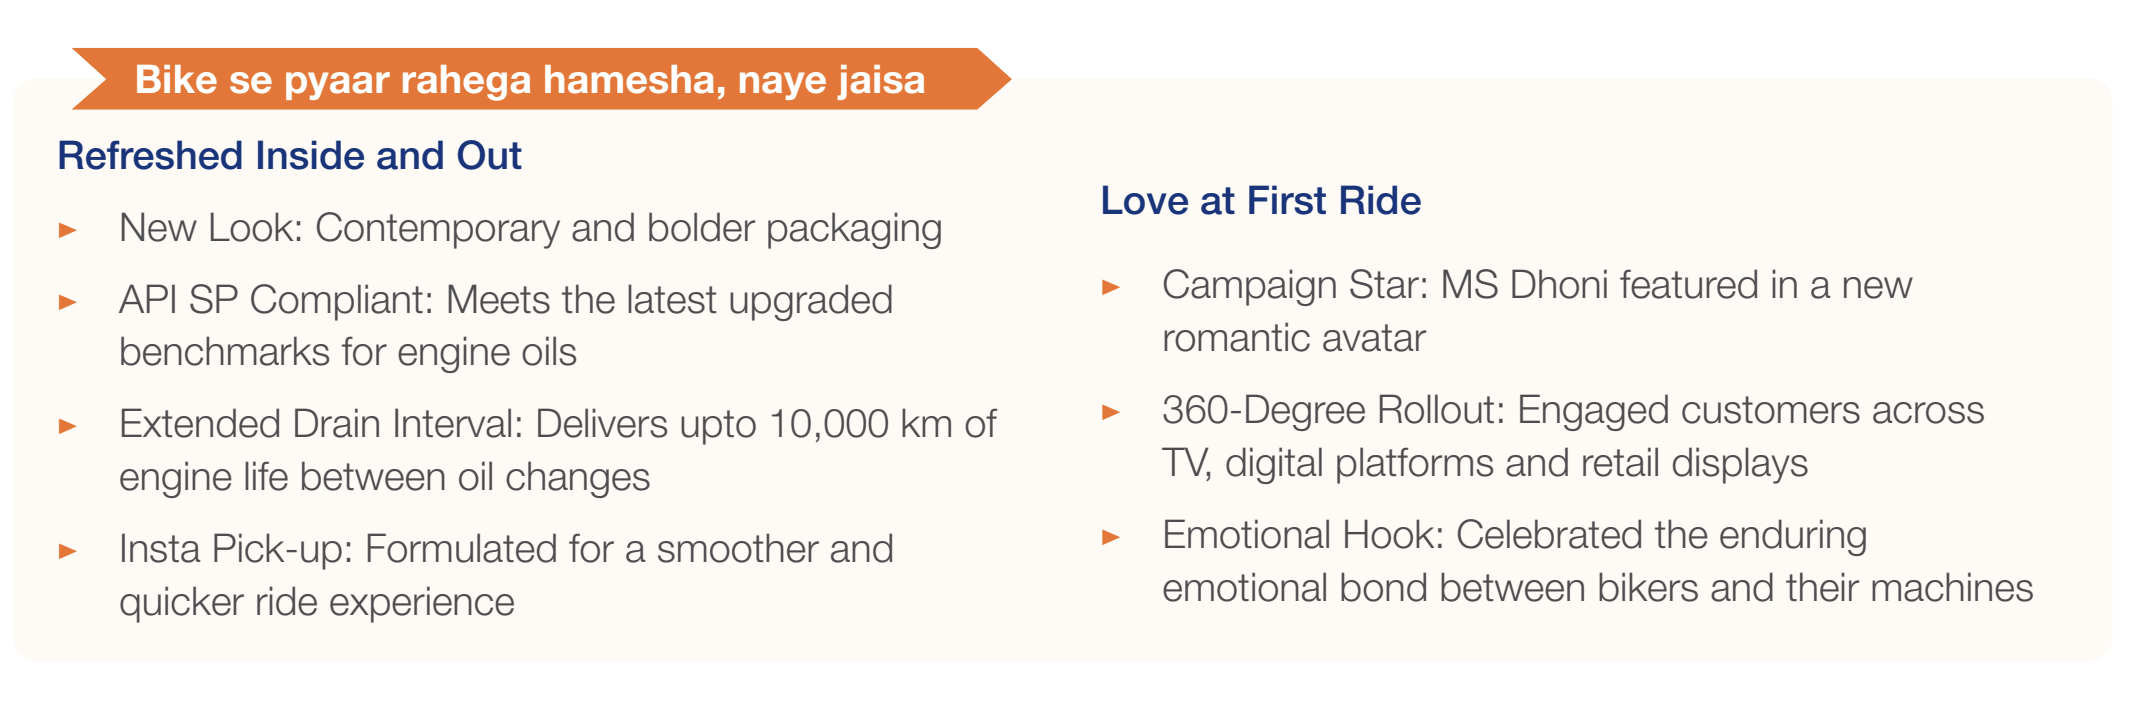 Bike se pyaar rahega hamesha, naye jaisa
Refreshed Inside and Out
► New Look: Contemporary and bolder packaging
► API SP Compliant: Meets the latest upgraded
benchmarks for engine oils
► Extended Drain Interval: Delivers upto 10,000 km of
engine life between oil changes
► Insta Pick-up: Formulated for a smoother and
quicker ride experience
Love at First Ride
► Campaign Star: MS Dhoni featured in a new
romantic avatar
► 360-Degree Rollout: Engaged customers across
TV, digital platforms and retail displays
► Emotional Hook: Celebrated the enduring
emotional bond between bikers and their machines